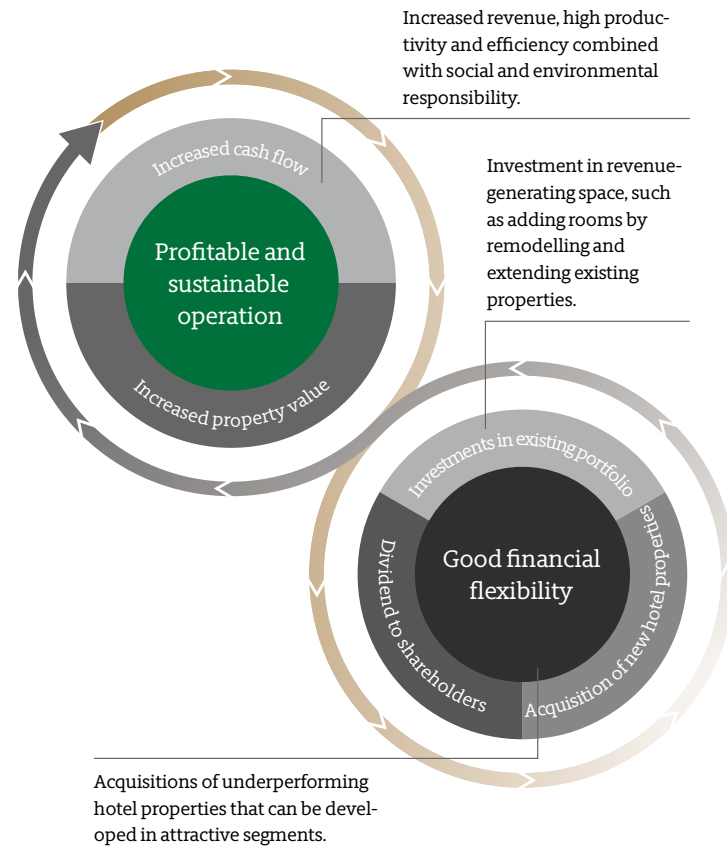 Increased revenue, high produc-
tivity and efficiency combined
with social and environmental
responsibility.
Increased cash flow
Investment in revenue-
generating space, such
as adding rooms by
remodelling and
extending existing
properties.
Profitable and
sustainable
operation
Increased property value
Investments in existing portfolio
Good financial
flexibility
Dividend to shareholders
Acquisition of new hotel properties
Acquisitions of underperforming
hotel properties that can be devel-
oped in attractive segments.